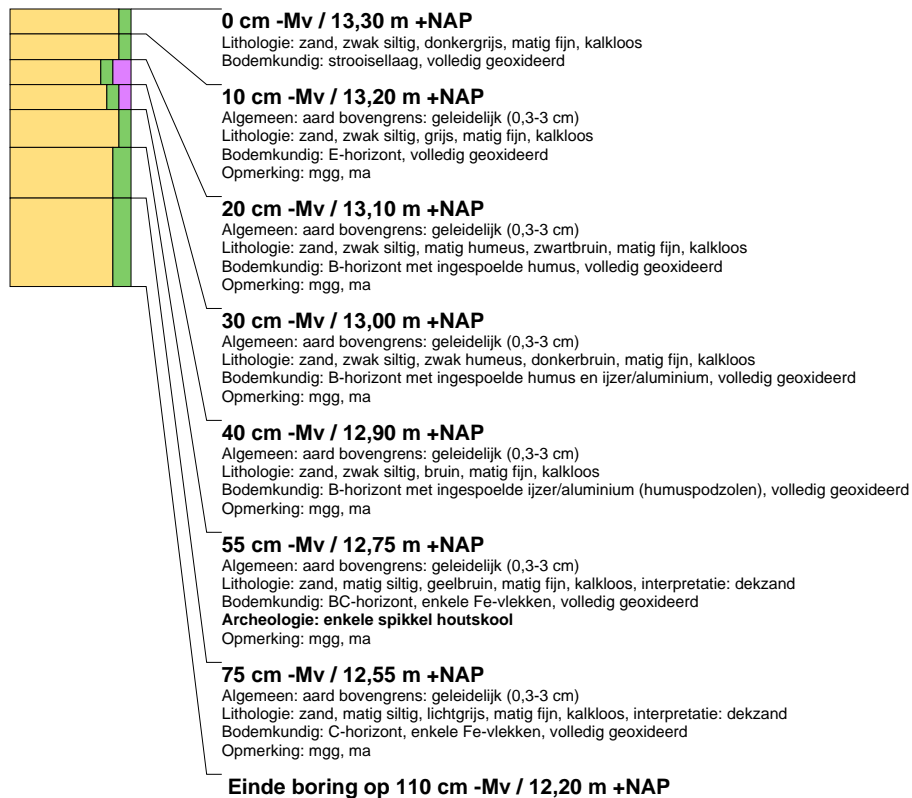 0 cm -Mv / 13,30 m +NAP
Lithologie: zand, zwak siltig, donkergrijs, matig fijn, kalkloos
Bodemkundig: strooisellaag, volledig geoxideerd
10 cm -Mv / 13,20 m +NAP
Algemeen: aard bovengrens: geleidelijk (0,3-3 cm)
Lithologie: zand, zwak siltig, grijs, matig fijn, kalkloos
Bodemkundig: E-horizont, volledig geoxideerd
Opmerking: mgg, ma
20 cm -Mv / 13,10 m +NAP
Algemeen: aard bovengrens: geleidelijk (0,3-3 cm)
Lithologie: zand, zwak siltig, matig humeus, zwartbruin, matig fijn, kalkloos
Bodemkundig: B-horizont met ingespoelde humus, volledig geoxideerd
Opmerking: mgg, ma
30 cm -Mv / 13,00 m +NAP
Algemeen: aard bovengrens: geleidelijk (0,3-3 cm)
Lithologie: zand, zwak siltig, zwak humeus, donkerbruin, matig fijn, kalkloos
Bodemkundig: B-horizont met ingespoelde humus en ijzer/aluminium, volledig geoxideerd
Opmerking: mgg, ma
40 cm -Mv / 12,90 m +NAP
Algemeen: aard bovengrens: geleidelijk (0,3-3 cm)
Lithologie: zand, zwak siltig, bruin, matig fijn, kalkloos
Bodemkundig: B-horizont met ingespoelde ijzer/aluminium (humuspodzolen), volledig geoxideerd
Opmerking: mgg, ma
55 cm -Mv / 12,75 m +NAP
Algemeen: aard bovengrens: geleidelijk (0,3-3 cm)
Lithologie: zand, matig siltig, geelbruin, matig fijn, kalkloos, interpretatie: dekzand
Bodemkundig: BC-horizont, enkele Fe-vlekken, volledig geoxideerd
Archeologie: enkele spikkel houtskool
Opmerking: mgg, ma
75 cm -Mv / 12,55 m +NAP
Algemeen: aard bovengrens: geleidelijk (0,3-3 cm)
Lithologie: zand, matig siltig, lichtgrijs, matig fijn, kalkloos, interpretatie: dekzand
Bodemkundig: C-horizont, enkele Fe-vlekken, volledig geoxideerd
Opmerking: mgg, ma
Einde boring op 110 cm -Mv / 12,20 m +NAP